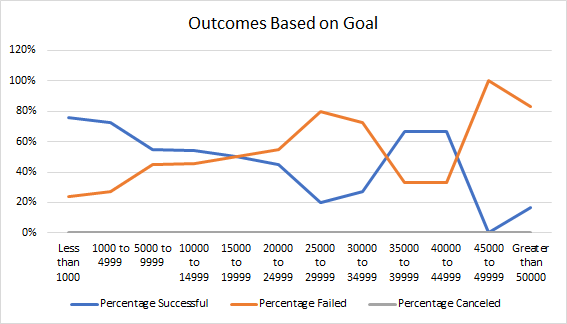 Outcomes Based on Goal
120%
100%
80%
60%
40%
20%
0%
Less than 1000
1000 to 4999
5000 to 9999
10000 to 14999
15000 to 19999
20000 to 24999
25000 to 29999
30000 to 34999
35000 to 39999
40000 to 44999
45000 to 49999
Greater than 50000
Percentage Successful
Percentage Failed
Percentage Canceled